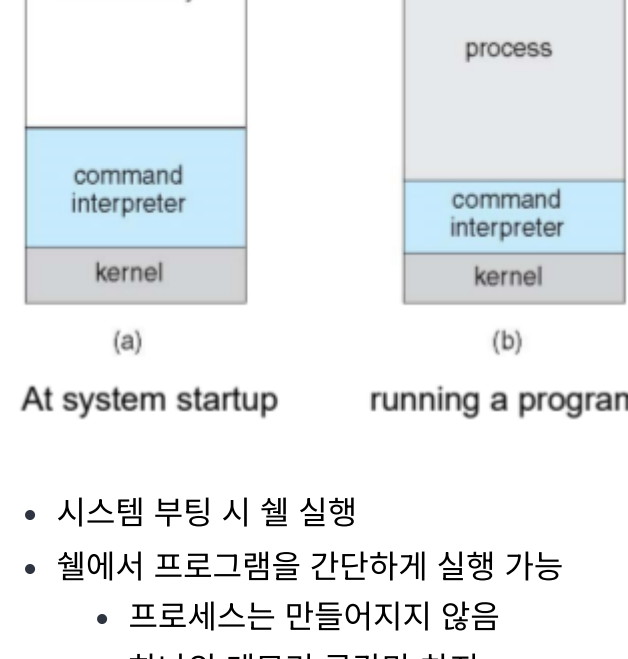 process
command
interpreter
command
interpreter
kernel
kernel
(a)
(b)
At system startup
running a program
시스템 부팅 시 쉘 실행
쉘에서 프로그램을 간단하게 실행 가능
프로세스는 만들어지지 않음